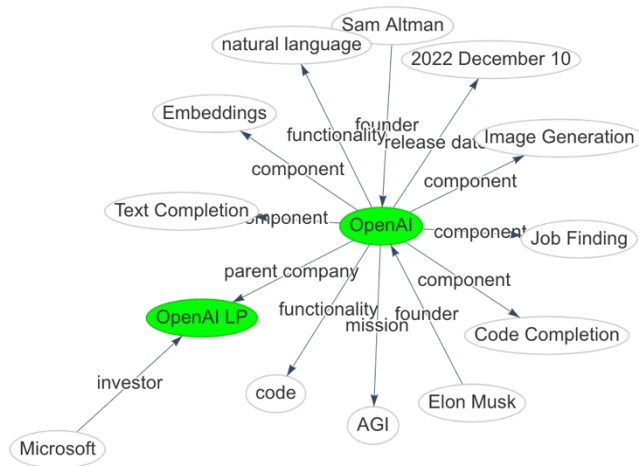 Sam Altman
natural language
2022 December 10
Embeddings
founder
functionality
release date
Image Generation
component
component
Text Completion
component
OpenAI
component
Job Finding
parent company
component
functionality
founder
mission
OpenAI LP
Code Completion
investor
code
Elon Musk
AGI
Microsoft